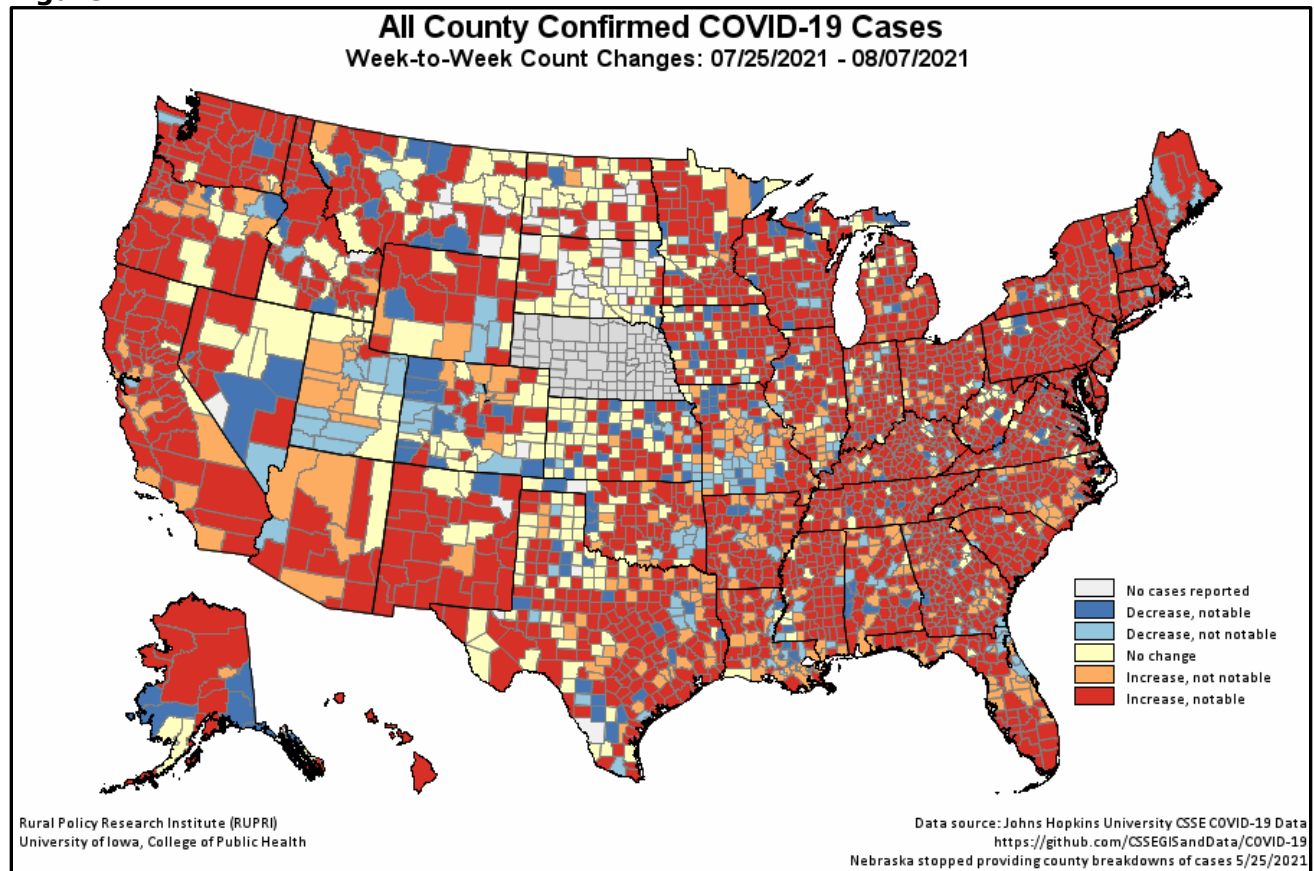 All County Confirmed COVID-19 Cases
Week-to-Week Count Changes: 07/25/2021 - 08/07/2021
No cases reported
Decrease, notable
Decrease, not notable
No change
Increase, not notable
Increase, notable
Rural Policy Research Institute (RUPRI)
University of Iowa, College of Public Health
Data source: Johns Hopkins University CSSE COVID-19 Data
https://github.com/CSSEGISandData/COVID-19
Nebraska stopped providing county breakdowns of cases 5/25/2021